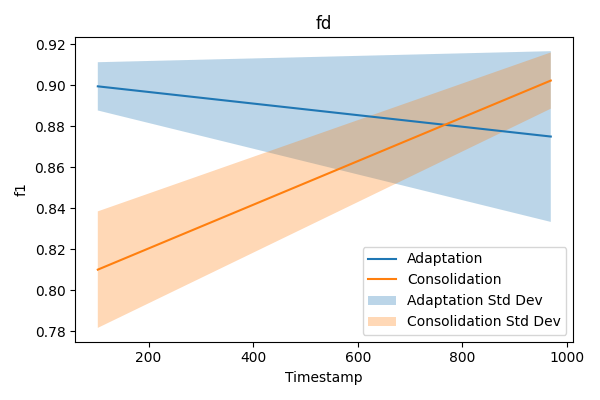 fd
f1
0.92
0.90
0.88
0.86
0.84
0.82
0.80
0.78
200
400
600
800
1000
Timestamp
Adaptation
Consolidation
Adaptation Std Dev
Consolidation Std Dev